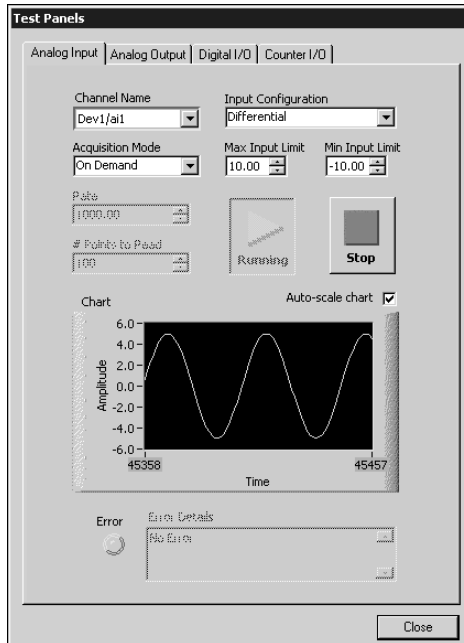 Test Panels
Analog Input Analog Output Digital I/O Counter I/O
Channel Name Input Configuration
Dev1/ai1 Differential
Acquisition Mode Max Input Limit Min Input Limit
On Demand 10.00 -10.00
Rate
1000.00
# Points to Read
100
Running Stop
Chart Auto-scale chart
Amplitude
6.0
4.0
2.0
0.0
-2.0
-4.0
-6.0
45358 45457
Time
Error Error Details
No Error
Close